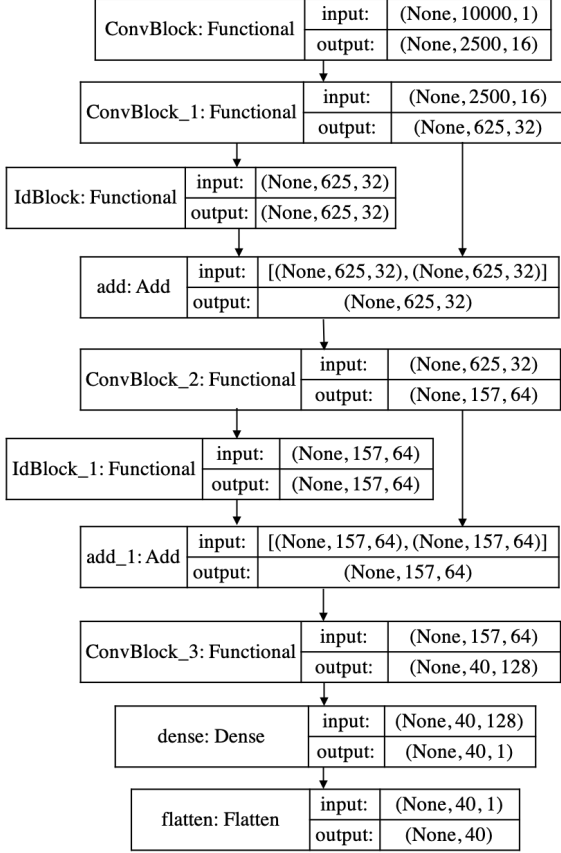 ConvBlock: Functional
input: (None, 10000, 1)
output: (None, 2500, 16)
ConvBlock_1: Functional
input: (None, 2500, 16)
output: (None, 625, 32)
IdBlock: Functional
input: (None, 625, 32)
output: (None, 625, 32)
add: Add
input: [(None, 625, 32), (None, 625, 32)]
output: (None, 625, 32)
ConvBlock_2: Functional
input: (None, 625, 32)
output: (None, 157, 64)
IdBlock_1: Functional
input: (None, 157, 64)
output: (None, 157, 64)
add_1: Add
input: [(None, 157, 64), (None, 157, 64)]
output: (None, 157, 64)
ConvBlock_3: Functional
input: (None, 157, 64)
output: (None, 40, 128)
dense: Dense
input: (None, 40, 128)
output: (None, 40, 1)
flatten: Flatten
input: (None, 40, 1)
output: (None, 40)